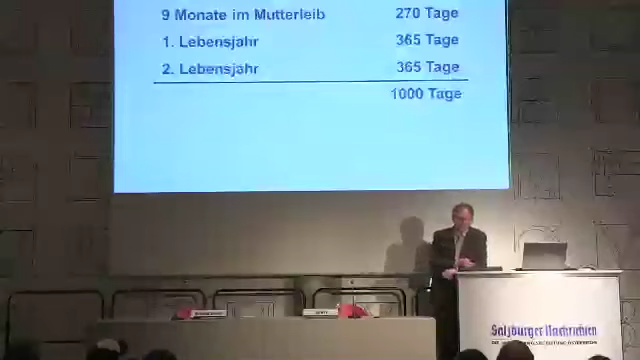 9 Monate im Mutterleib 270 Tage
1. Lebensjahr 365 Tage
2. Lebensjahr 365 Tage
1000 Tage
Salzburger Nachrichten